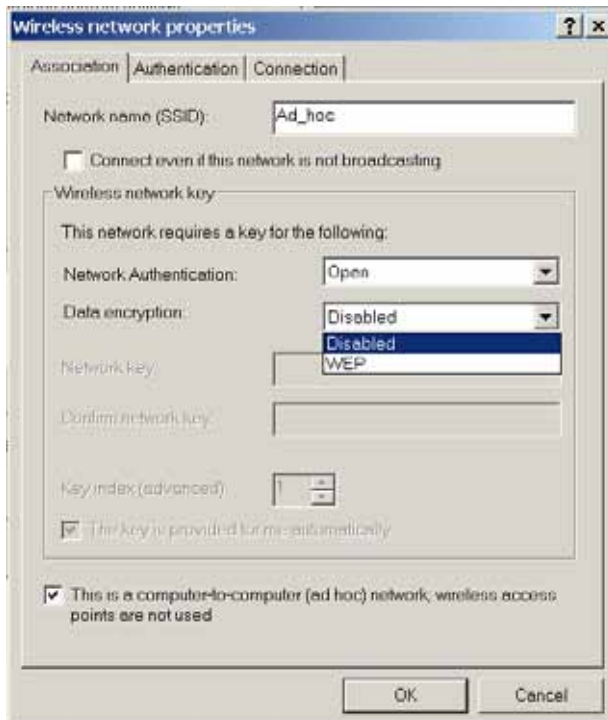 Wireless network properties
Association Authentication Connection
Network name (SSID): Ad_hoc
Connect even if this network is not broadcasting
Wireless network key
This network requires a key for the following:
Network Authentication: Open
Data encryption: Disabled
Disabled
WEP
Network key:
Confirm network key:
Key index (advanced): 1
The key is provided for me automatically
This is a computer-to-computer (ad hoc) network; wireless access
points are not used
OK Cancel